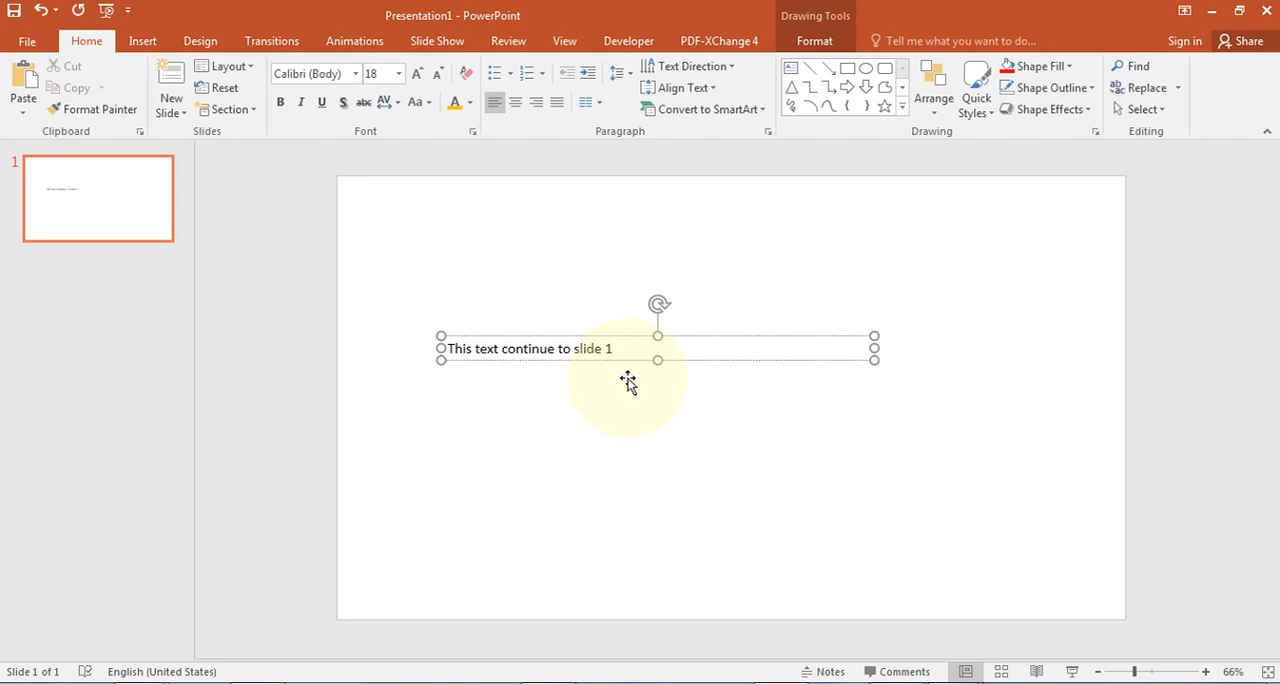 Presentation1 - PowerPoint
Drawing Tools
File Home Insert Design Transitions Animations Slide Show Review View Developer PDF-XChange 4 Format Tell me what you want to do... Sign in Share
Paste
Cut
Copy
Format Painter
Clipboard
New Slide
Layout
Reset
Section
Slides
Calibri (Body) 18
B I U S abc AV Aa A
Font
Text Direction
Align Text
Convert to SmartArt
Paragraph
Arrange
Quick Styles
Shape Fill
Shape Outline
Shape Effects
Drawing
Find
Replace
Select
Editing
1
This text continue to slide 1
Slide 1 of 1 English (United States) Notes Comments 66%